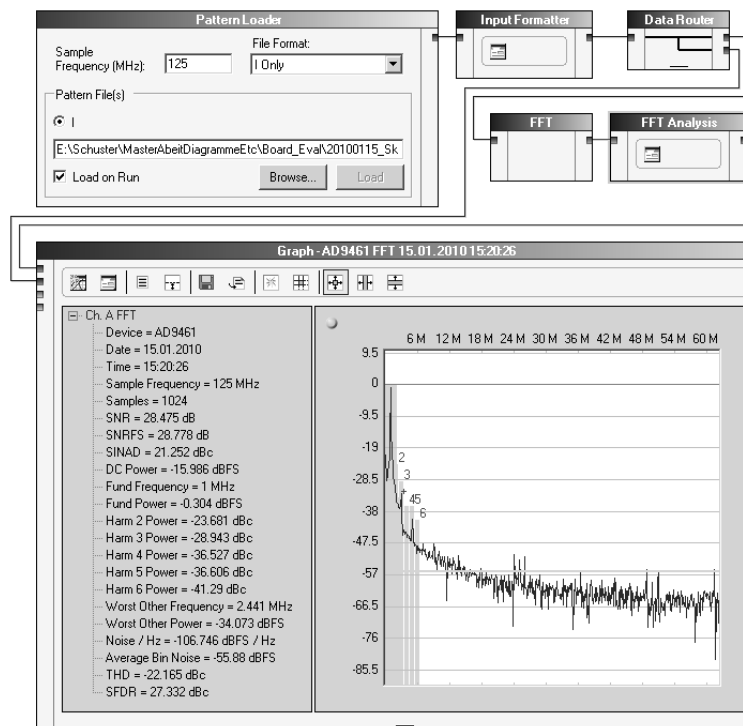 Pattern Loader
Input Formatter
Data Router
Sample Frequency (MHz):
125
File Format:
I Only
Pattern File(s)
I
E:\Schuster\MasterAbeitDiagrammeEtc\Board_Eval\20100115_Sk
Load on Run
Browse...
Load
FFT
FFT Analysis
Graph - AD9461 FFT 15.01.2010 15:20:26
Ch. A FFT
Device = AD9461
Date = 15.01.2010
Time = 15:20:26
Sample Frequency = 125 MHz
Samples = 1024
SNR = 28.475 dB
SNRFS = 28.778 dB
SINAD = 21.252 dBc
DC Power = -15.986 dBFS
Fund Frequency = 1 MHz
Fund Power = -0.304 dBFS
Harm 2 Power = -23.681 dBc
Harm 3 Power = -28.943 dBc
Harm 4 Power = -36.527 dBc
Harm 5 Power = -36.606 dBc
Harm 6 Power = -41.29 dBc
Worst Other Frequency = 2.441 MHz
Worst Other Power = -34.073 dBFS
Noise / Hz = -106.746 dBFS / Hz
Average Bin Noise = -55.88 dBFS
THD = -22.165 dBc
SFDR = 27.332 dBc
6 M 12 M 18 M 24 M 30 M 36 M 42 M 48 M 54 M 60 M
9.5
0
-9.5
-19
-28.5
-38
-47.5
-57
-66.5
-76
-85.5
2
3
+
45
6